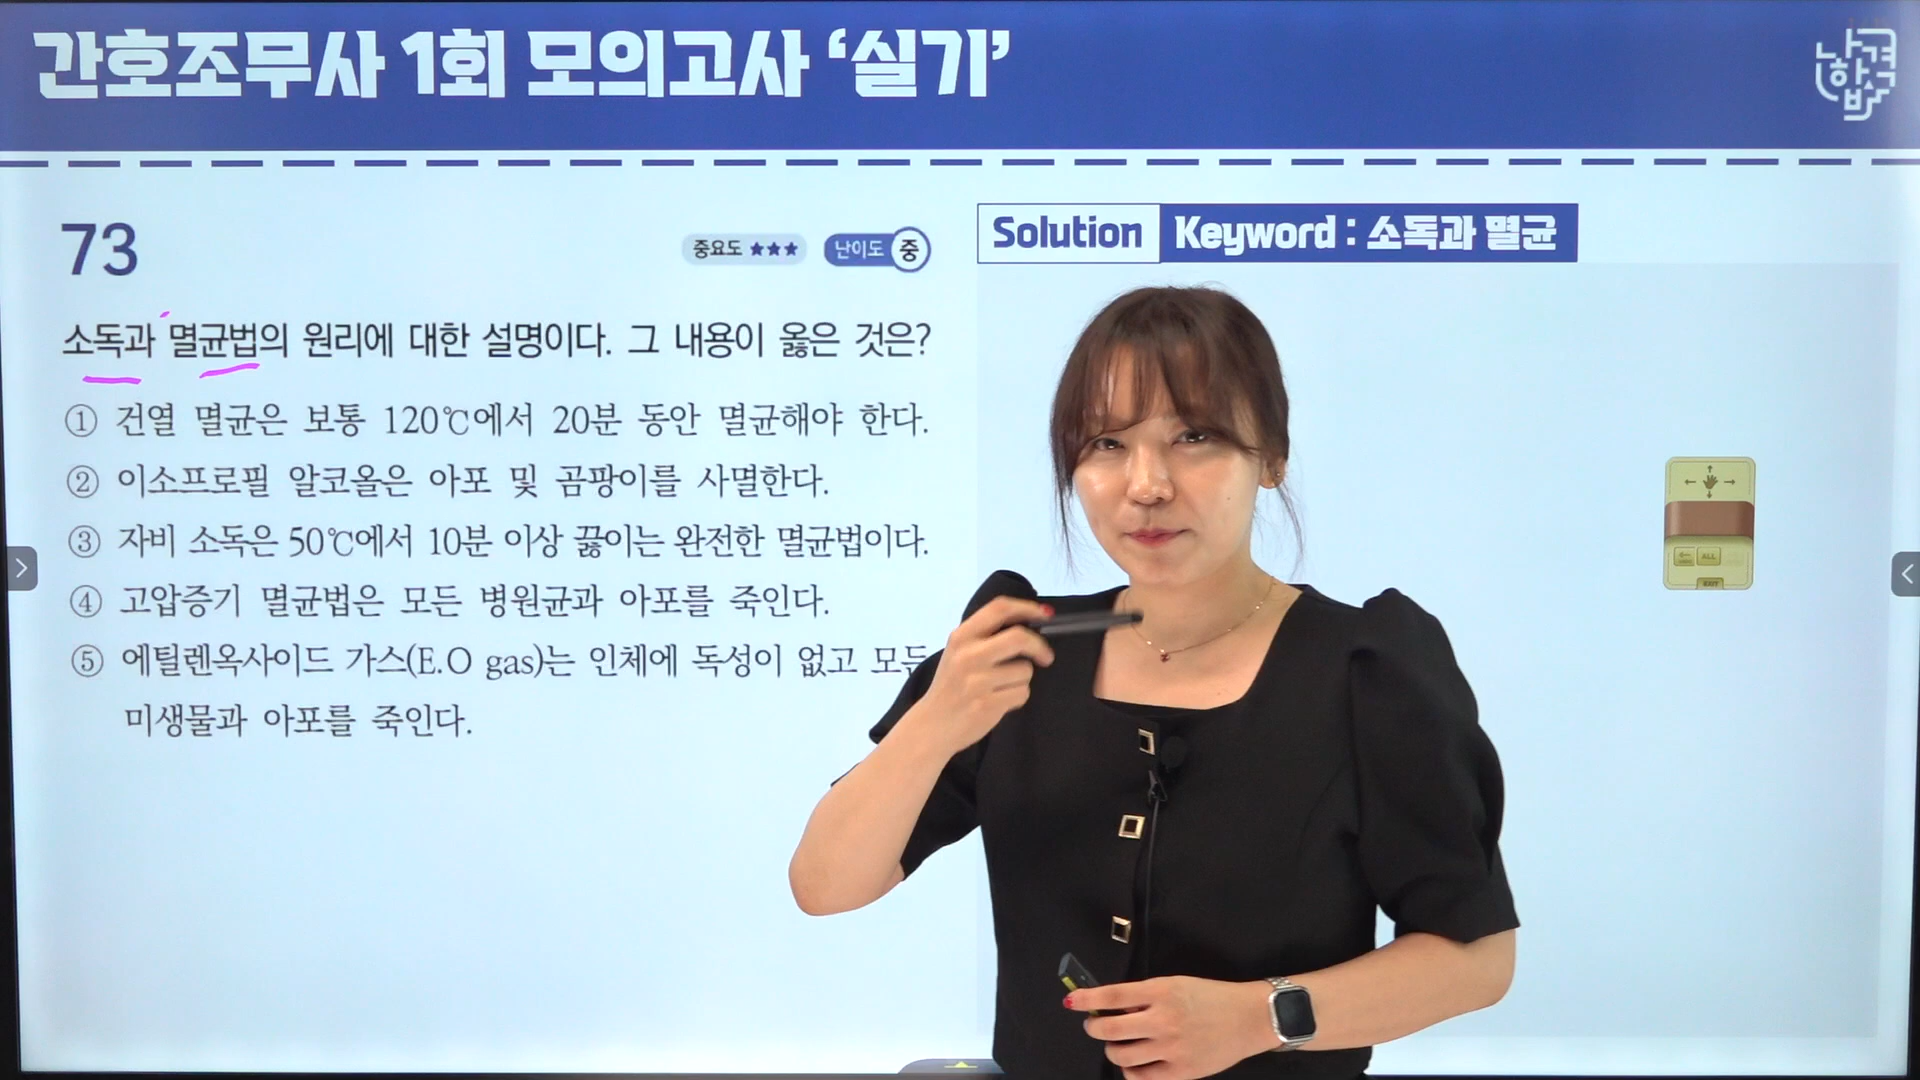 간호조무사 1회 모의고사 ‘실기’
나합격
73
중요도 ★★★
난이도 중
소독과 멸균법의 원리에 대한 설명이다. 그 내용이 옳은 것은?
① 건열 멸균은 보통 120℃에서 20분 동안 멸균해야 한다.
② 이소프로필 알코올은 아포 및 곰팡이를 사멸한다.
③ 자비 소독은 50℃에서 10분 이상 끓이는 완전한 멸균법이다.
④ 고압증기 멸균법은 모든 병원균과 아포를 죽인다.
⑤ 에틸렌옥사이드 가스(E.O gas)는 인체에 독성이 없고 모든
미생물과 아포를 죽인다.
Solution Keyword : 소독과 멸균
ALL
EXIT